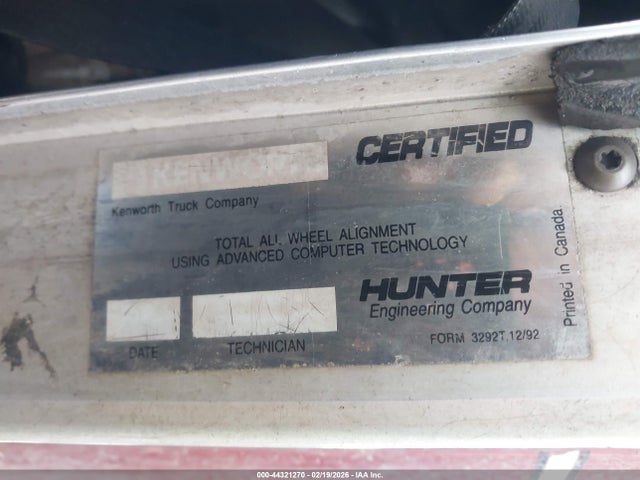 KENWORTH
CERTIFIED
Kenworth Truck Company
TOTAL ALL WHEEL ALIGNMENT
USING ADVANCED COMPUTER TECHNOLOGY
HUNTER
Engineering Company
DATE
TECHNICIAN
FORM 3292T,12/92
Printed in Canada.
000-44321270 - 02/19/2026 - IAA Inc.